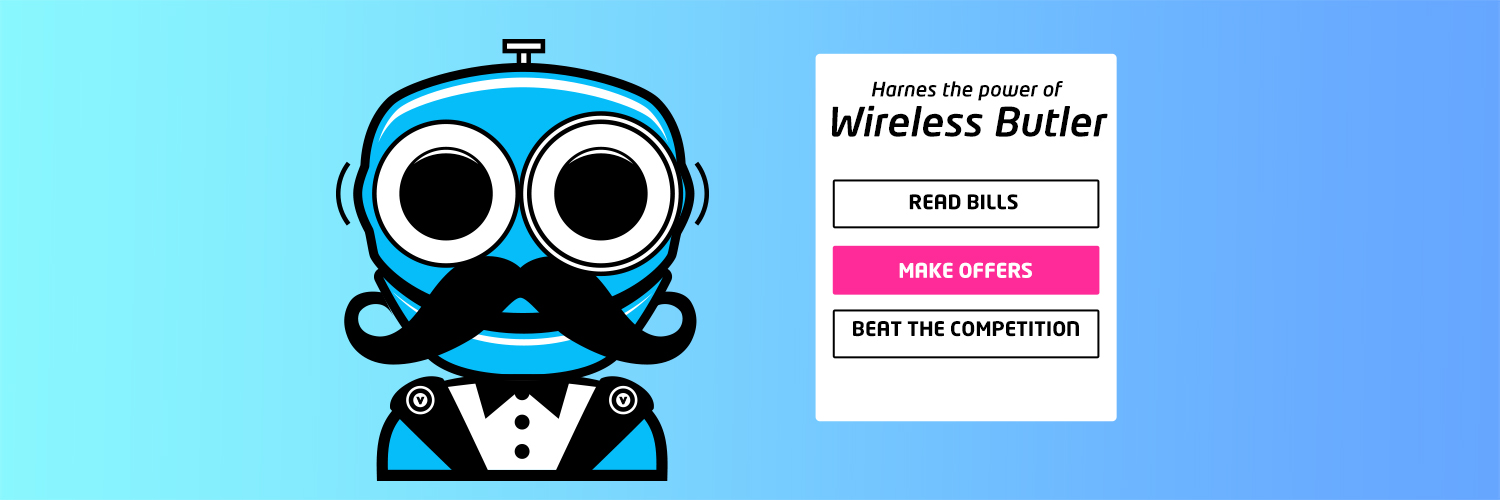 Harnes the power of
Wireless Butler
READ BILLS
MAKE OFFERS
BEAT THE COMPETITION
V V